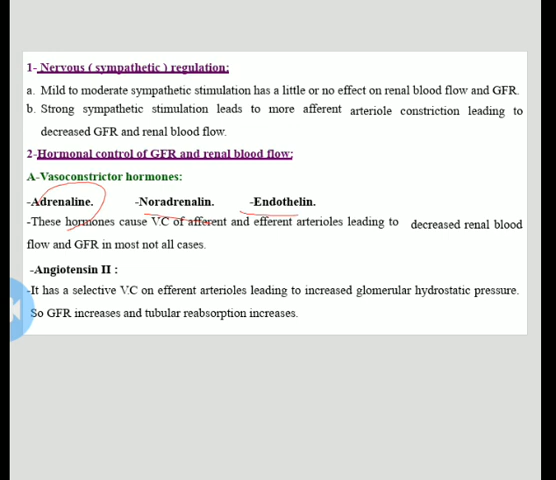 1- Nervous ( sympathetic ) regulation:
a. Mild to moderate sympathetic stimulation has a little or no effect on renal blood flow and GFR.
b. Strong sympathetic stimulation leads to more afferent arteriole constriction leading to
decreased GFR and renal blood flow.
2-Hormonal control of GFR and renal blood flow:
A-Vasoconstrictor hormones:
-Adrenaline. -Noradrenalin. -Endothelin.
-These hormones cause V.C of afferent and efferent arterioles leading to decreased renal blood
flow and GFR in most not all cases.
-Angiotensin II :
-It has a selective V.C on efferent arterioles leading to increased glomerular hydrostatic pressure.
So GFR increases and tubular reabsorption increases.